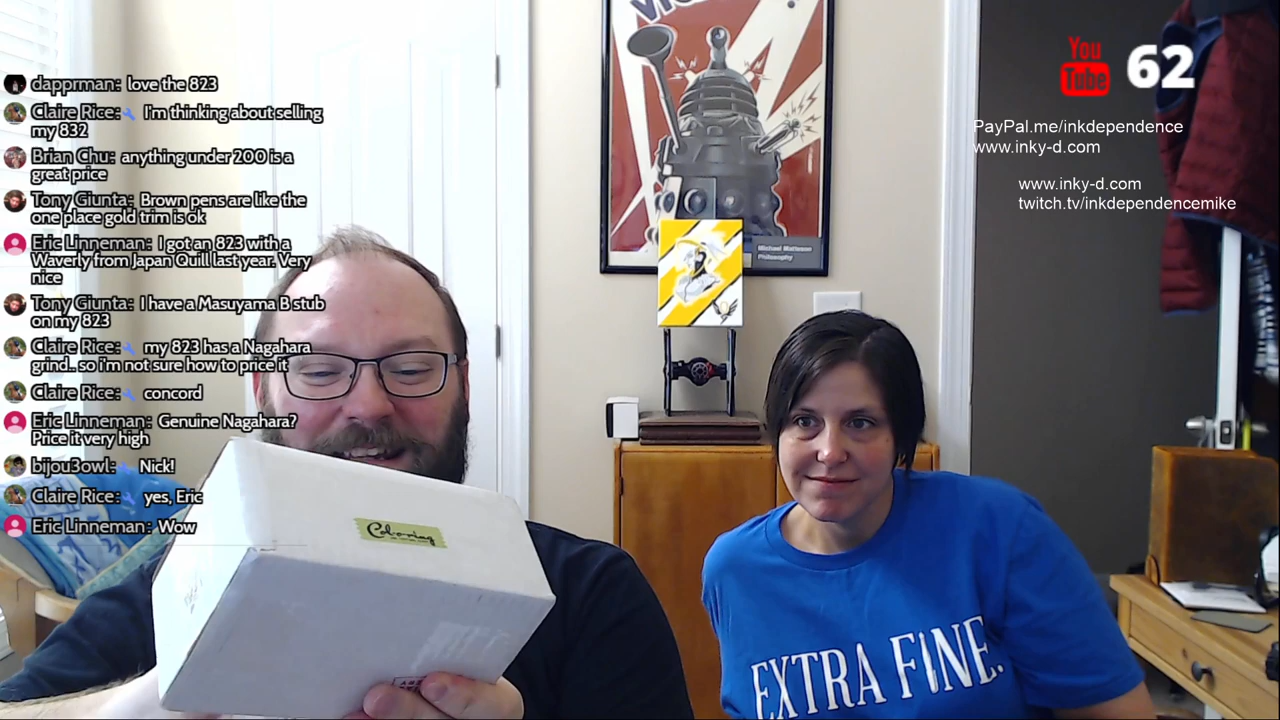 dapprman: love the 823
Claire Rice: I'm thinking about selling
my 832
Brian Chu: anything under 200 is a
great price
Tony Giunta: Brown pens are like the
one place gold trim is ok
Eric Linneman: I got an 823 with a
Waverly from Japan Quill last year. Very
nice
Tony Giunta: I have a Masuyama B stub
on my 823
Claire Rice: my 823 has a Nagahara
grind.. so i'm not sure how to price it
Claire Rice: concord
Eric Linneman: Genuine Nagahara?
Price it very high
bijou3owl: Nick!
Claire Rice: yes, Eric
Eric Linneman: Wow
You
Tube
62
PayPal.me/inkdependence
www.inky-d.com
www.inky-d.com
twitch.tv/inkdependencemike
Philosophy
Coloring
EXTRA FINE.